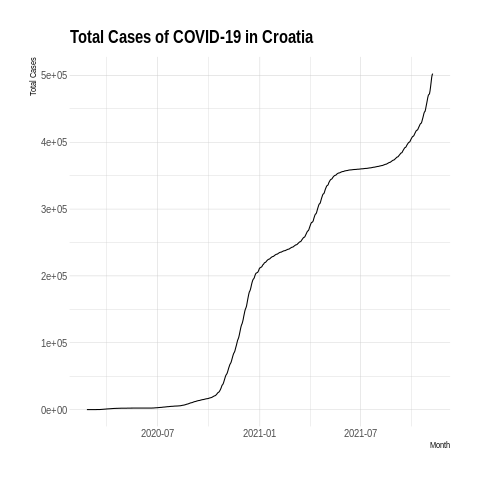 Total Cases of COVID-19 in Croatia
Total Cases
5e+05
4e+05
3e+05
2e+05
1e+05
0e+00
2020-07
2021-01
2021-07
Month